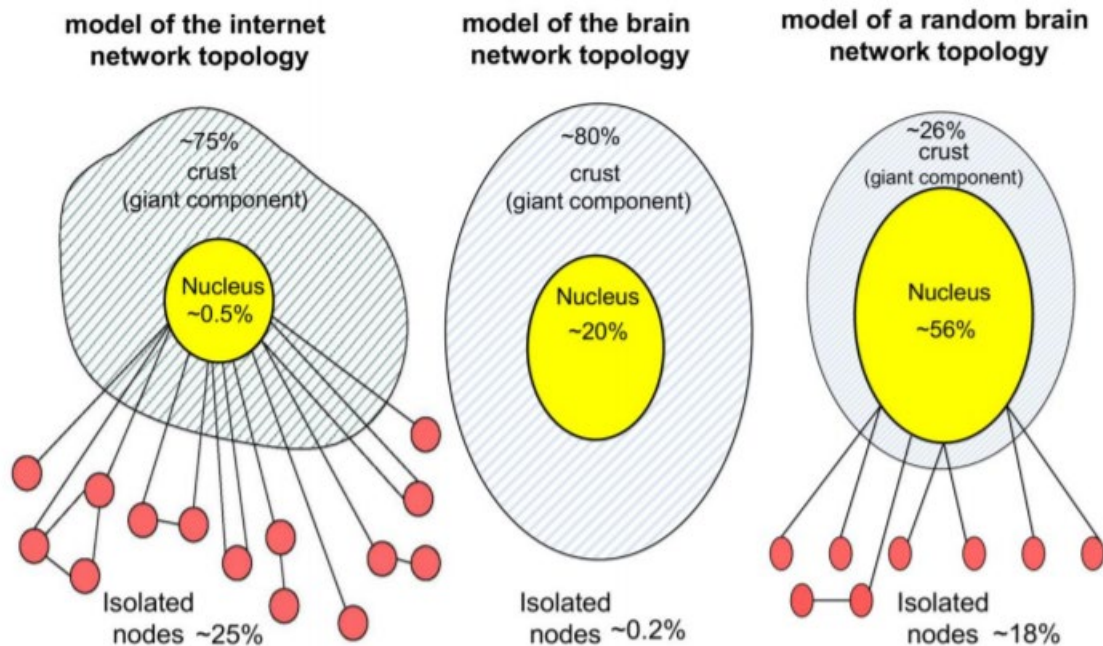 model of the internet
network topology
~75%
crust
(giant component)
Nucleus
~0.5%
Isolated
nodes ~25%
model of the brain
network topology
~80%
crust
(giant component)
Nucleus
~20%
Isolated
nodes ~0.2%
model of a random brain
network topology
~26%
crust
(giant component)
Nucleus
~56%
Isolated
nodes ~18%